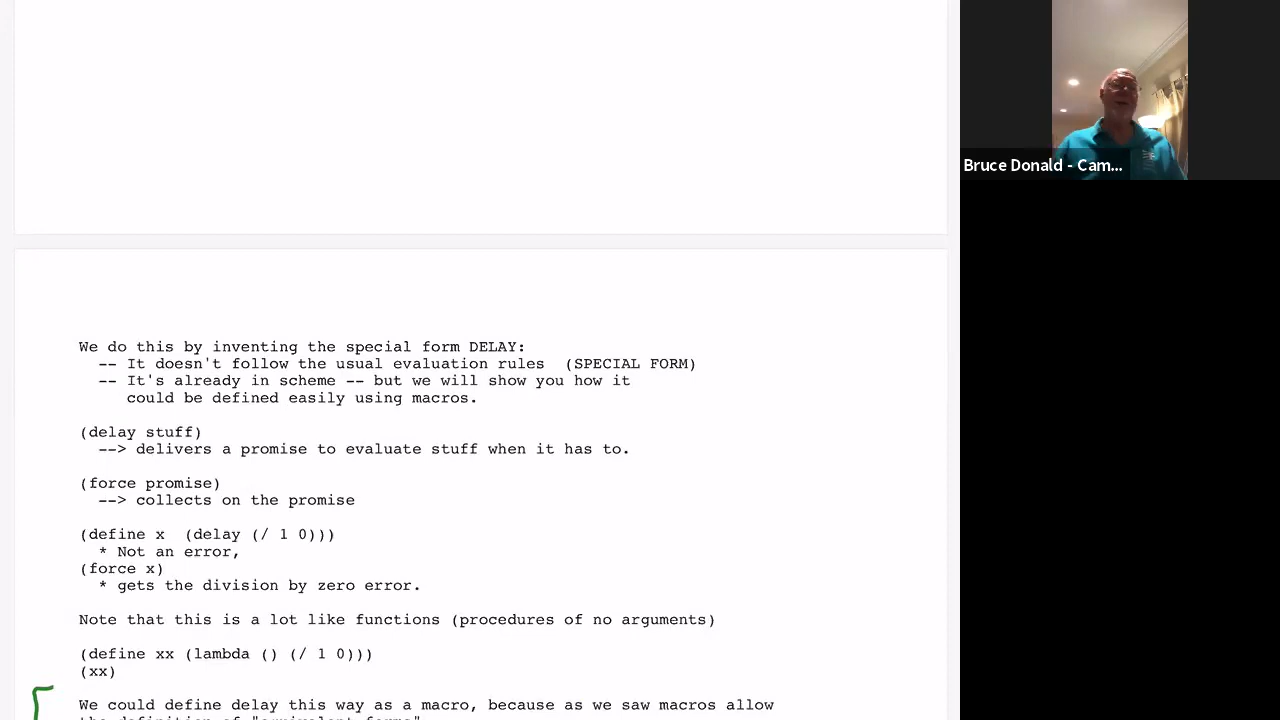 Bruce Donald - Cam...
We do this by inventing the special form DELAY:
-- It doesn't follow the usual evaluation rules (SPECIAL FORM)
-- It's already in scheme -- but we will show you how it
could be defined easily using macros.
(delay stuff)
--> delivers a promise to evaluate stuff when it has to.
(force promise)
--> collects on the promise
(define x (delay (/ 1 0)))
* Not an error,
(force x)
* gets the division by zero error.
Note that this is a lot like functions (procedures of no arguments)
(define xx (lambda () (/ 1 0)))
(xx)
We could define delay this way as a macro, because as we saw macros allow
the definition of "equivalent forms"